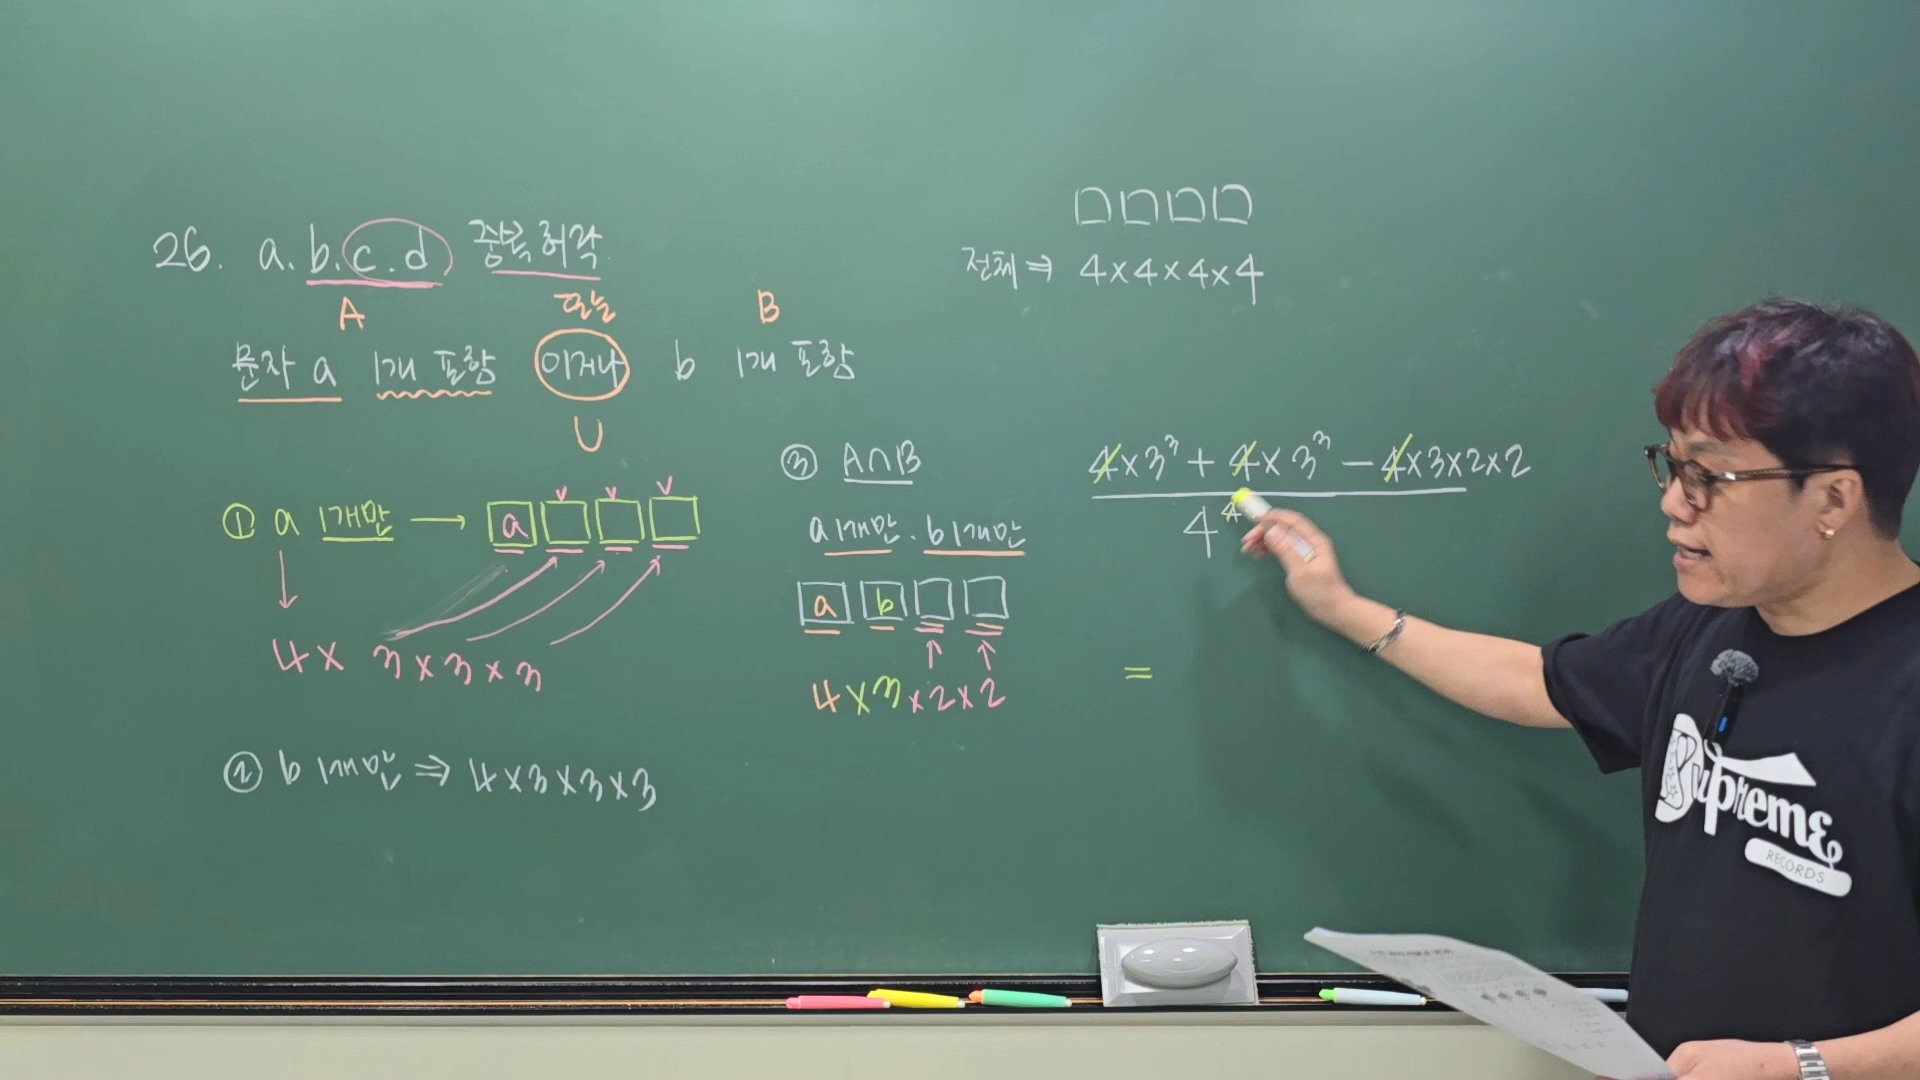 26. a.b.c.d 중복허락
A 확률 B
문자 a 1개 포함 이거나 b 1개 포함
U
① a 1개만 → a
4× 3×3×3
② b 1개만 ⇒ 4×3×3×3
③ A∩B
a 1개만 . b 1개만
a b
4×3×2×2
전체 ⇒ 4×4×4×4
4×3³ + 4×3³ − 4×3×2×2
4⁴
=
Supreme
RECORDS